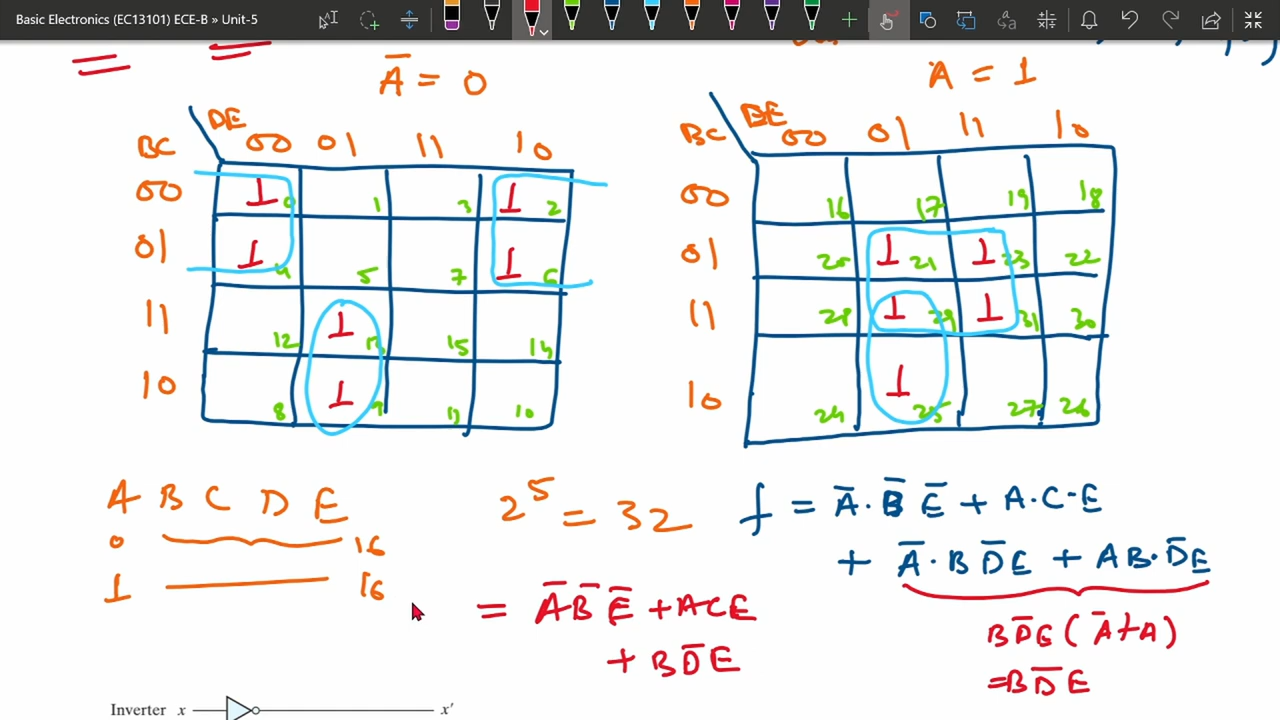 Basic Electronics (EC13101) ECE-B » Unit-5
A̅ = 0
A = 1
DE
00 01 11 10
BC
00 1 0 1 3 1 2
01 1 4 5 7 1 6
11 12 1 15 14
10 8 1 9 11 10
DE
00 01 11 10
BC
00 16 17 19 18
01 20 1 21 1 23 22
11 28 1 29 1 31 30
10 24 1 25 27 26
A B C D E
0 16
1 16
2⁵ = 32
f = A̅·B̅ E̅ + A·C·E
+ A̅·B D̅ E + AB·D̅E
B D̅ E (A̅+A)
=B D̅ E
= A̅ B̅ E̅ + ACE
+ B D̅ E
Inverter x x′